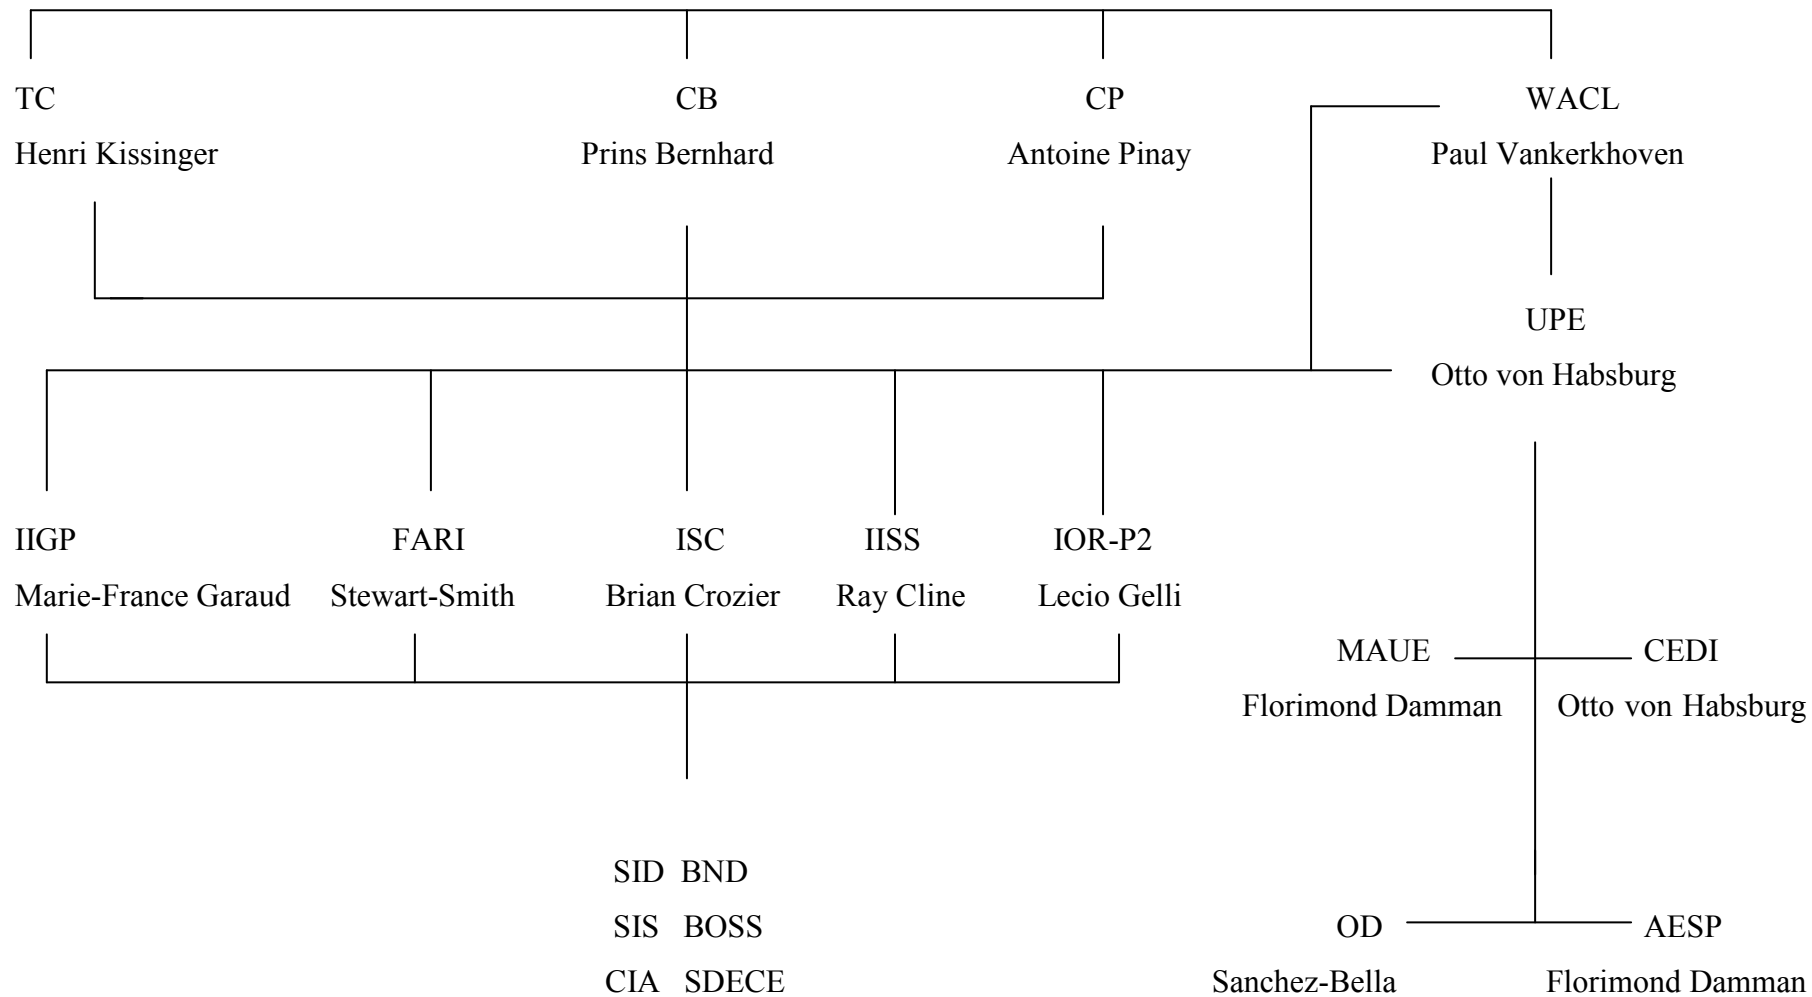 TC CB CP WACL
Henri Kissinger Prins Bernhard Antoine Pinay Paul Vankerkhoven
UPE
Otto von Habsburg
IIGP FARI ISC IISS IOR-P2
Marie-France Garaud Stewart-Smith Brian Crozier Ray Cline Lecio Gelli
MAUE CEDI
Florimond Damman Otto von Habsburg
SID BND
SIS BOSS OD AESP
CIA SDECE Sanchez-Bella Florimond Damman